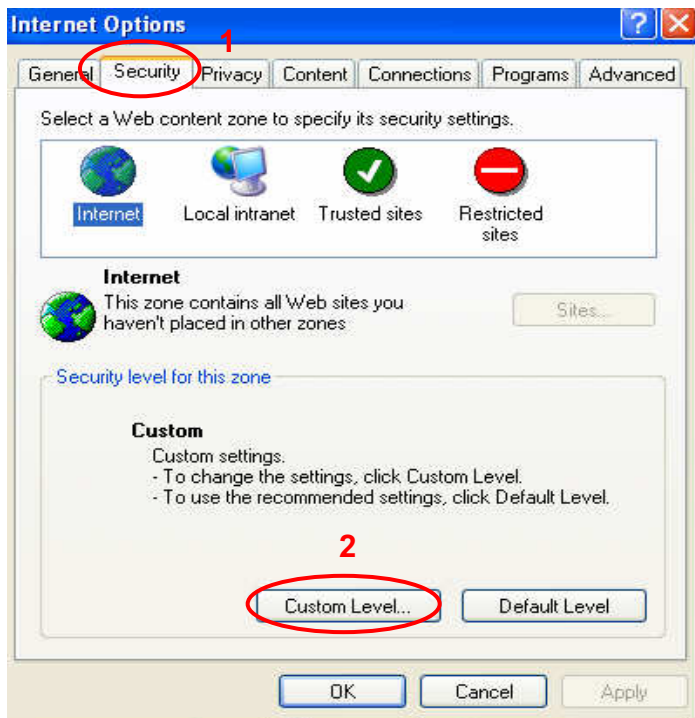 Internet Options
1
General Security Privacy Content Connections Programs Advanced
Select a Web content zone to specify its security settings.
Internet Local intranet Trusted sites Restricted
sites
Internet
This zone contains all Web sites you
haven't placed in other zones
Sites...
Security level for this zone
Custom
Custom settings.
- To change the settings, click Custom Level.
- To use the recommended settings, click Default Level.
2
Custom Level... Default Level
OK Cancel Apply